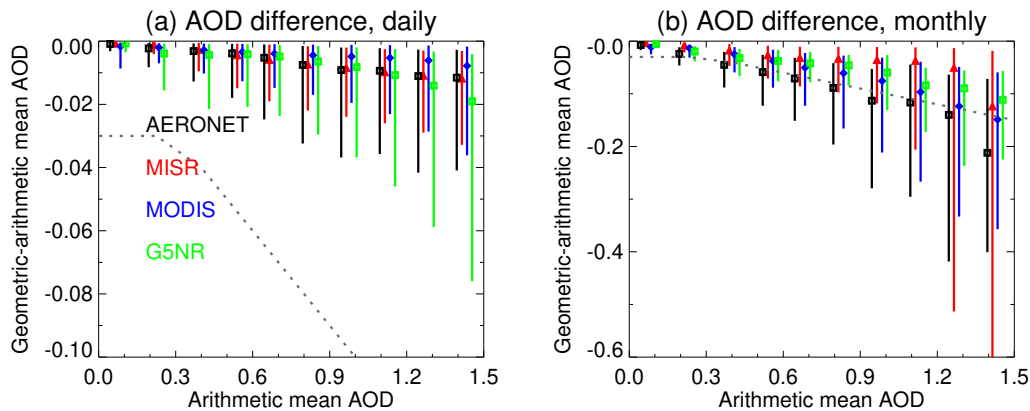 (a) AOD difference, daily
Geometric-arithmetic mean AOD
0.00
-0.02
-0.04
-0.06
-0.08
-0.10
AERONET
MISR
MODIS
G5NR
0.0 0.3 0.6 0.9 1.2 1.5
Arithmetic mean AOD
(b) AOD difference, monthly
Geometric-arithmetic mean AOD
-0.0
-0.2
-0.4
-0.6
0.0 0.3 0.6 0.9 1.2 1.5
Arithmetic mean AOD